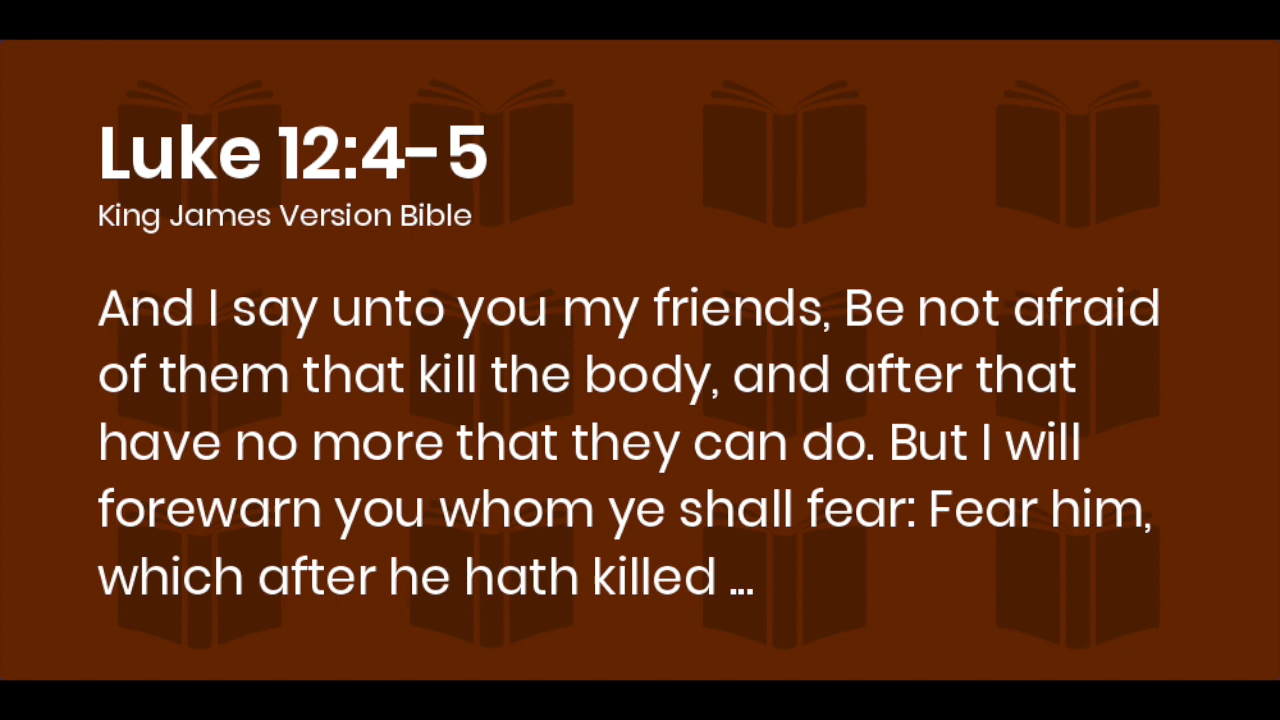 Luke 12:4-5
King James Version Bible
And I say unto you my friends, Be not afraid
of them that kill the body, and after that
have no more that they can do. But I will
forewarn you whom ye shall fear: Fear him,
which after he hath killed ...